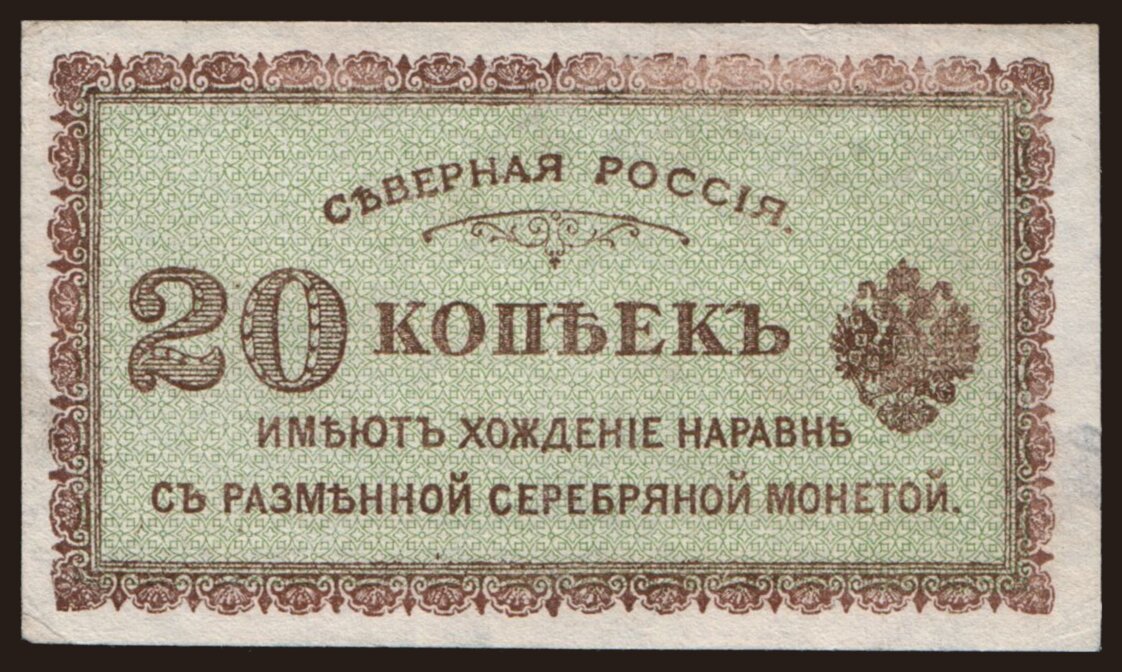 СѢВЕРНАЯ РОССІЯ.
20 КОПѢЕКЪ
ИМѢЮТЪ ХОЖДЕНІЕ НАРАВНѢ
СЪ РАЗМѢННОЙ СЕРЕБРЯНОЙ МОНЕТОЙ.